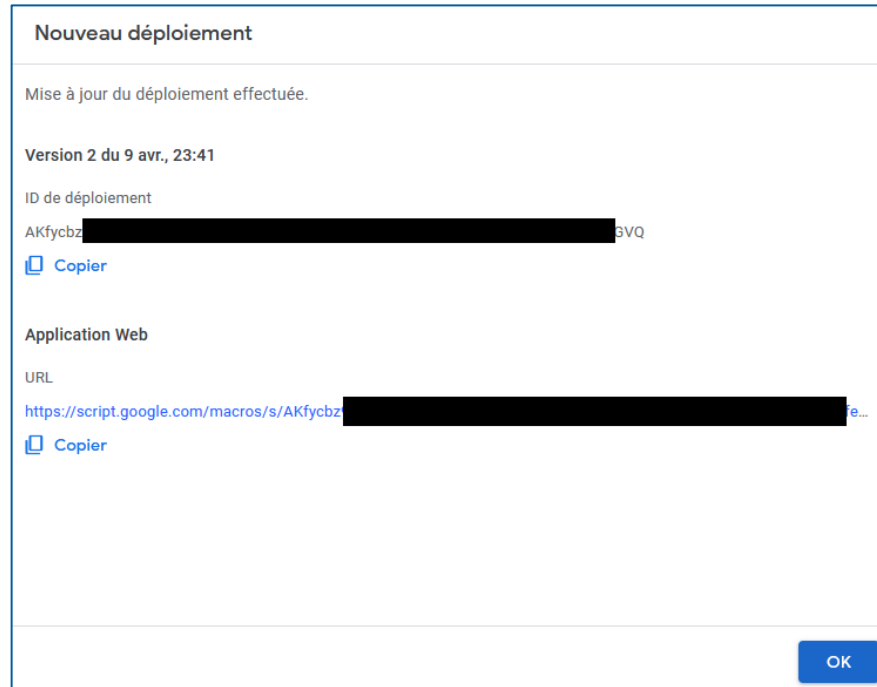 Nouveau déploiement
Mise à jour du déploiement effectuée.
Version 2 du 9 avr., 23:41
ID de déploiement
AKfycbz GVQ
Copier
Application Web
URL
https://script.google.com/macros/s/AKfycbz fe...
Copier
OK